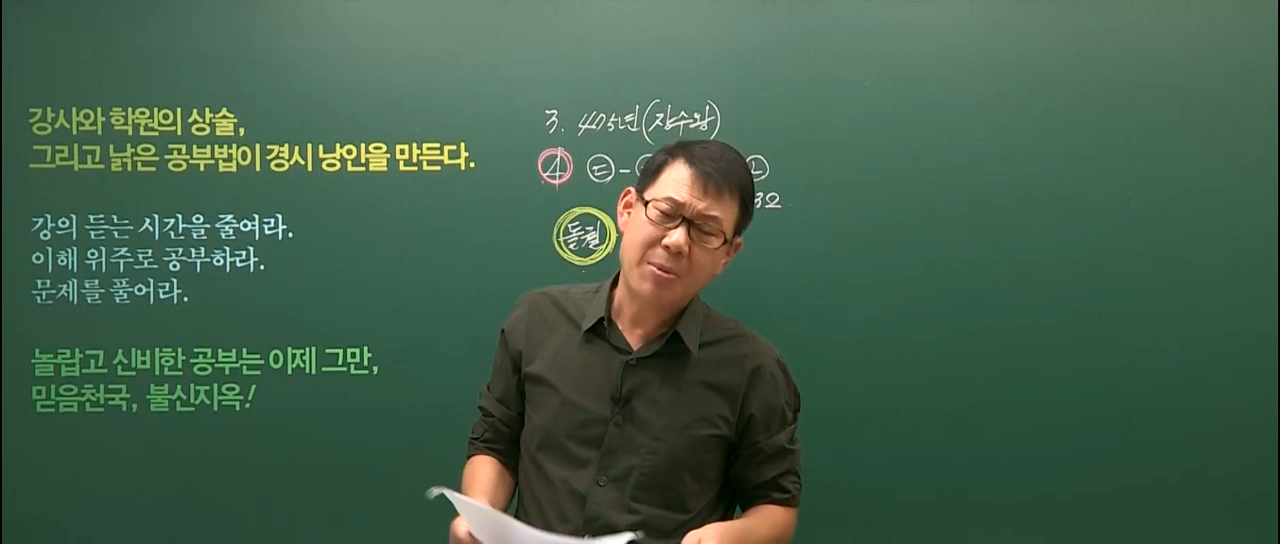 강사와 학원의 상술,
그리고 낡은 공부법이 경시 낭인을 만든다.
강의 듣는 시간을 줄여라.
이해 위주로 공부하라.
문제를 풀어라.
놀랍고 신비한 공부는 이제 그만,
믿음천국, 불신지옥!
3. 475년(장수왕)
④ ㄷ - ②
32
돌궐